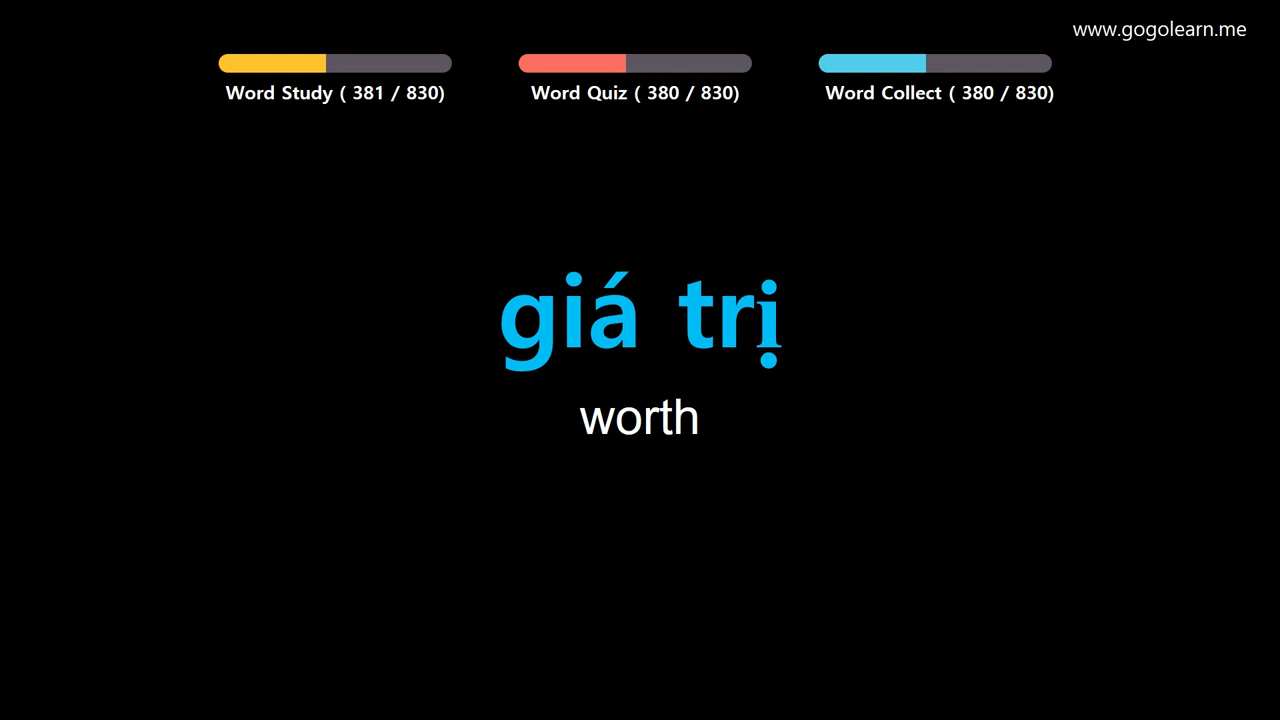 www.gogolearn.me
Word Study ( 381 / 830)
Word Quiz ( 380 / 830)
Word Collect ( 380 / 830)
giá trị
worth